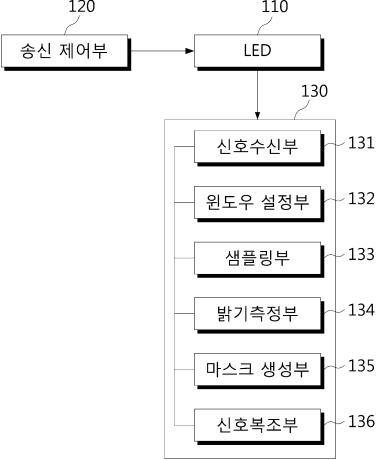 120
110
송신 제어부
LED
130
신호수신부
131
윈도우 설정부
132
샘플링부
133
밝기측정부
134
마스크 생성부
135
신호복조부
136